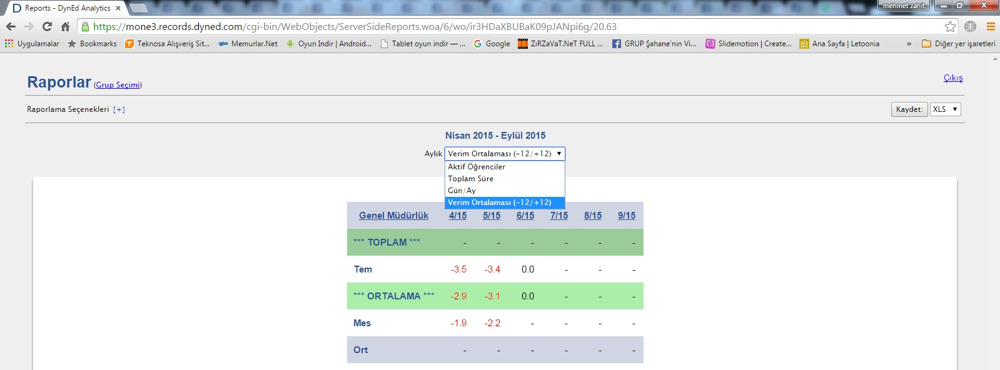 Reports - DynEd Analytics
mehmet zahit
https://mone3.records.dyned.com/cgi-bin/WebObjects/ServerSideReports.woa/6/wo/ir3HDaXBUBaK09pJANpi6g/20.63
Uygulamalar Bookmarks Teknosa Alışveriş Sit... Memurlar.Net Oyun Indir | Android... Tablet oyun indir — ... Google ZıRZaVaT.NeT FULL ... GRUP Şahane'nin Vi... Slidemotion | Create... Ana Sayfa | Letoonia » Diğer yer işaretleri
Raporlar (Grup Seçimi) Çıkış
Raporlama Seçenekleri [+] Kaydet: XLS
Nisan 2015 - Eylül 2015
Aylık Verim Ortalaması (-12/+12)
Aktif Öğrenciler
Toplam Süre
Gün/Ay
Verim Ortalaması (-12/+12)
Genel Müdürlük 4/15 5/15 6/15 7/15 8/15 9/15
*** TOPLAM *** - - - - - -
Tem -3.5 -3.4 0.0 - - -
*** ORTALAMA *** -2.9 -3.1 0.0 - - -
Mes -1.9 -2.2 - - - -
Ort - - - - - -